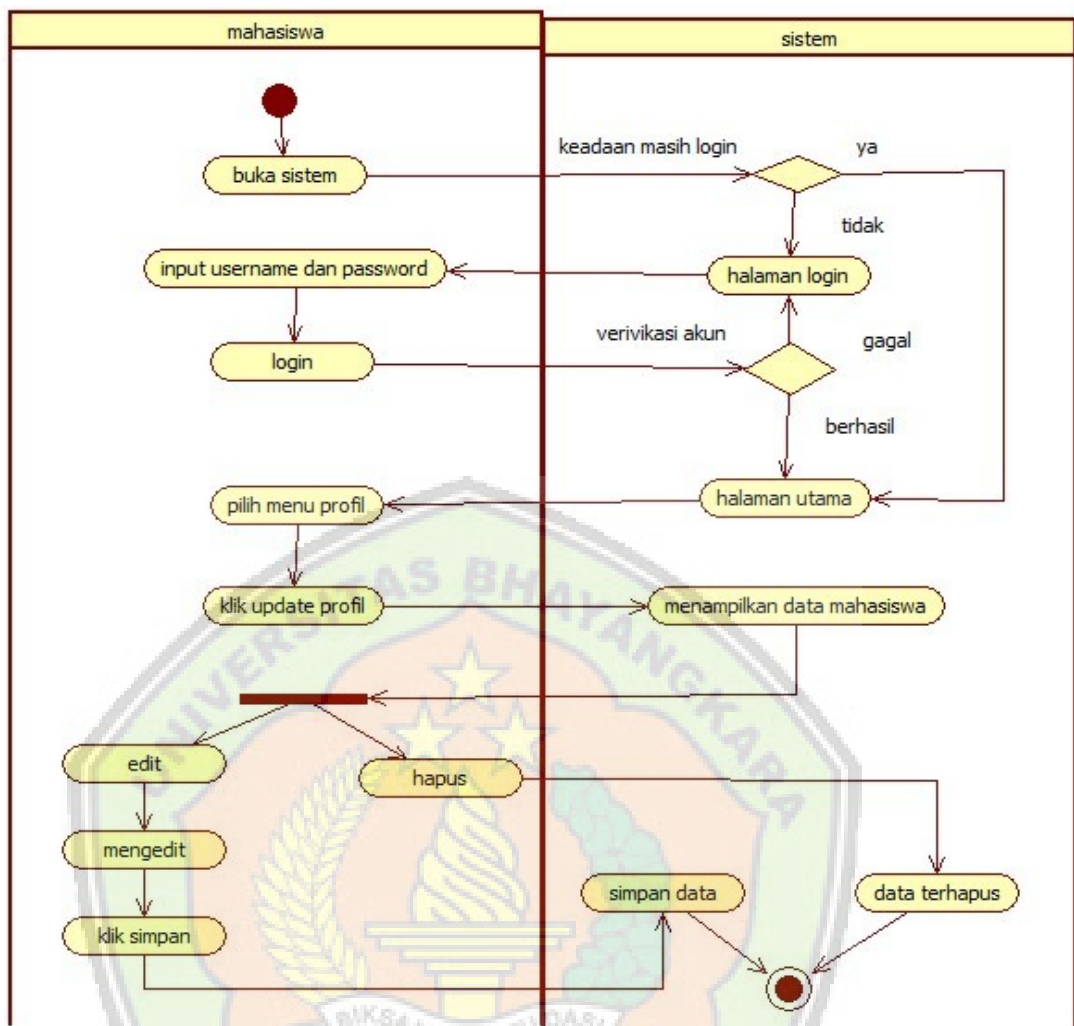 mahasiswa
sistem
buka sistem
keadaan masih login
ya
tidak
input username dan password
halaman login
login
verivikasi akun
gagal
berhasil
pilih menu profil
halaman utama
klik update profil
menampilkan data mahasiswa
edit
hapus
mengedit
simpan data
data terhapus
klik simpan
UNIVERSITAS BHAYANGKARA